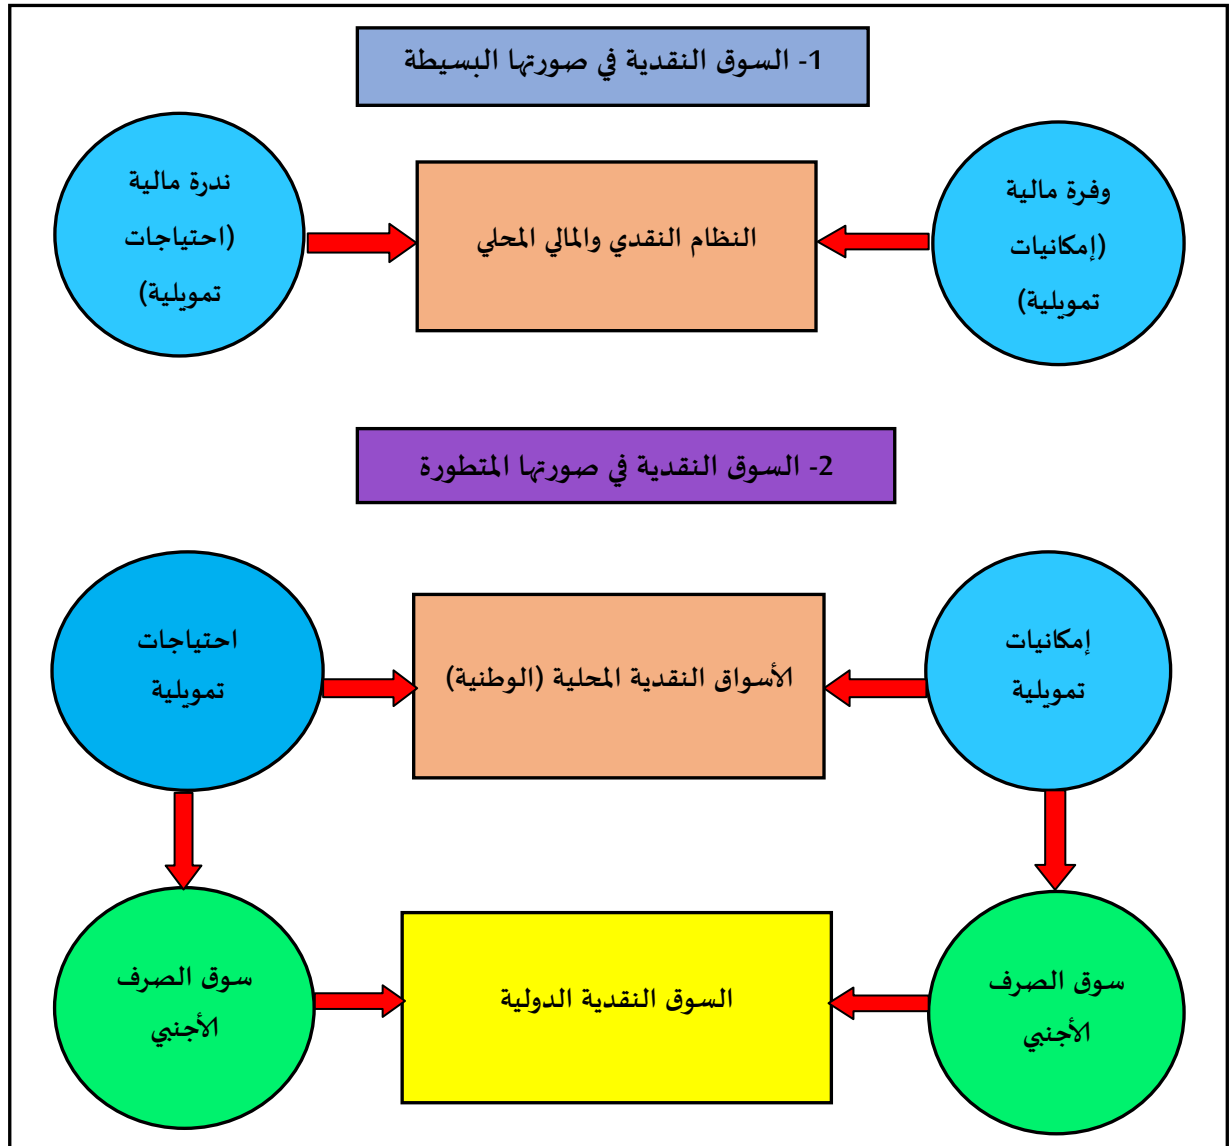 1- السوق النقدية في صورتها البسيطة
وفرة مالية
(إمكانيات
تمويلية)
النظام النقدي والمالي المحلي
ندرة مالية
(احتياجات
تمويلية)
2- السوق النقدية في صورتها المتطورة
إمكانيات
تمويلية
الأسواق النقدية المحلية (الوطنية)
احتياجات
تمويلية
سوق الصرف
الأجنبي
السوق النقدية الدولية
سوق الصرف
الأجنبي